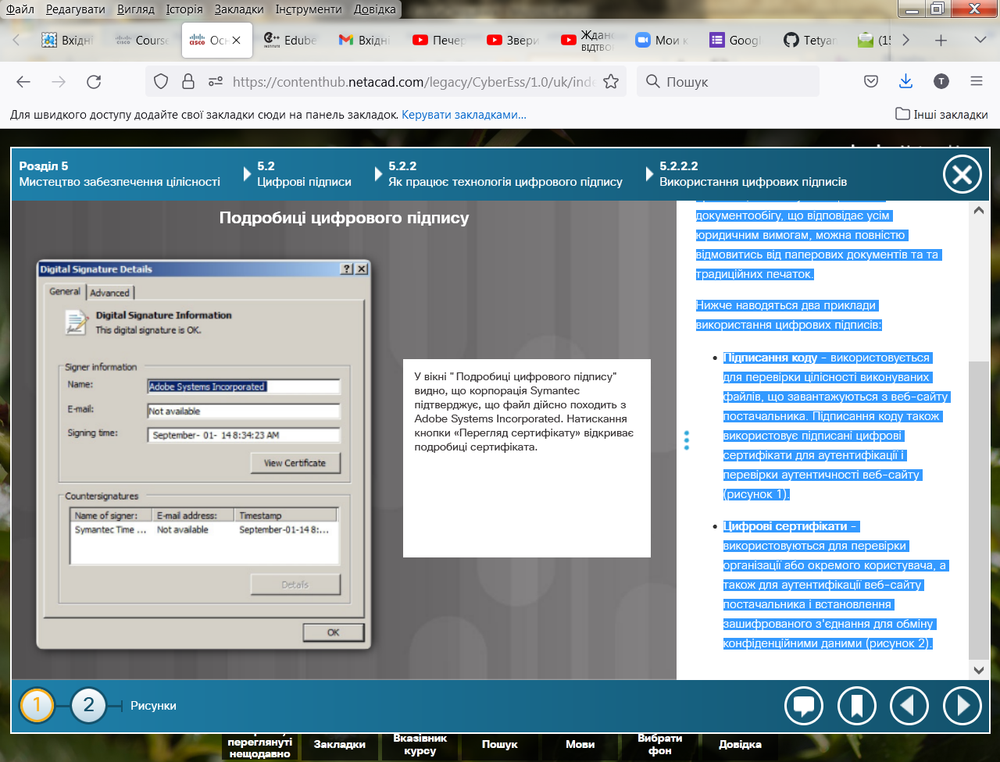 Файл Редагувати Вигляд Історія Закладки Інструменти Довідка
Вхідні Course Осн Edube Вхідні Печер Звери Ждано Мои к Googl Tetyan (15
CISCO CISCO INSTITUTE ВІДТВОР
https://contenthub.netacad.com/legacy/CyberEss/1.0/uk/inde Пошук T
Для швидкого доступу додайте свої закладки сюди на панель закладок. Керувати закладками... Інші закладки
Розділ 5 5.2 5.2.2 5.2.2.2
Мистецтво забезпечення цілісності Цифрові підписи Як працює технологія цифрового підпису Використання цифрових підписів
Подробиці цифрового підпису
Digital Signature Details
General Advanced
Digital Signature Information
This digital signature is OK.
Signer information
Name: Adobe Systems Incorporated
E-mail: Not available
Signing time: September- 01- 14 8:34:23 AM
View Certificate
Countersignatures
Name of signer: E-mail address: Timestamp
Symantec Time ... Not available September-01-14 8:...
Details
OK
У вікні "Подробиці цифрового підпису"
видно, що корпорація Symantec
підтверджує, що файл дійсно походить з
Adobe Systems Incorporated. Натискання
кнопки «Перегляд сертифікату» відкриває
подробиці сертифіката.
документообігу, що відповідає усім
юридичним вимогам, можна повністю
відмовитись від паперових документів та та
традиційних печаток.
Нижче наводяться два приклади
використання цифрових підписів:
Підписання коду - використовується
для перевірки цілісності виконуваних
файлів, що завантажуються з веб-сайту
постачальника. Підписання коду також
використовує підписані цифрові
сертифікати для аутентифікації і
перевірки аутентичності веб-сайту
(рисунок 1).
Цифрові сертифікати -
використовуються для перевірки
організації або окремого користувача, а
також для аутентифікації веб-сайту
постачальника і встановлення
зашифрованого з'єднання для обміну
конфіденційними даними (рисунок 2).
1 2 Рисунки
переглянуті
нещодавно
Закладки
Вказівник
курсу
Пошук
Мови
Вибрати
фон
Довідка